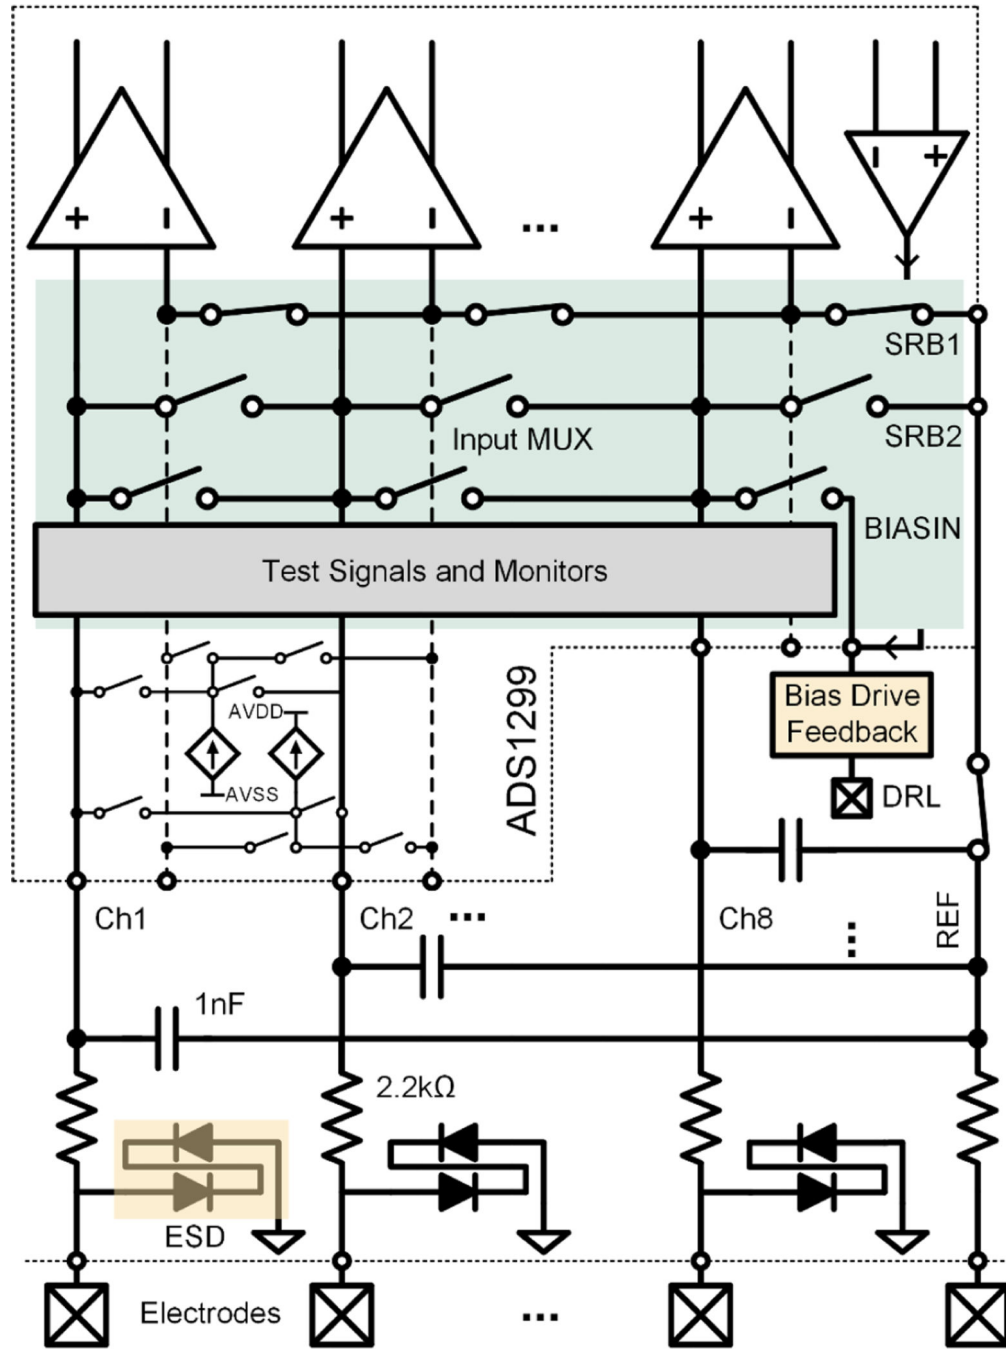 + − + − ... + − − +
SRB1
Input MUX
SRB2
BIASIN
Test Signals and Monitors
AVDD
AVSS
ADS1299
Bias Drive
Feedback
DRL
Ch1
Ch2
...
Ch8
...
REF
1nF
2.2kΩ
ESD
Electrodes
...